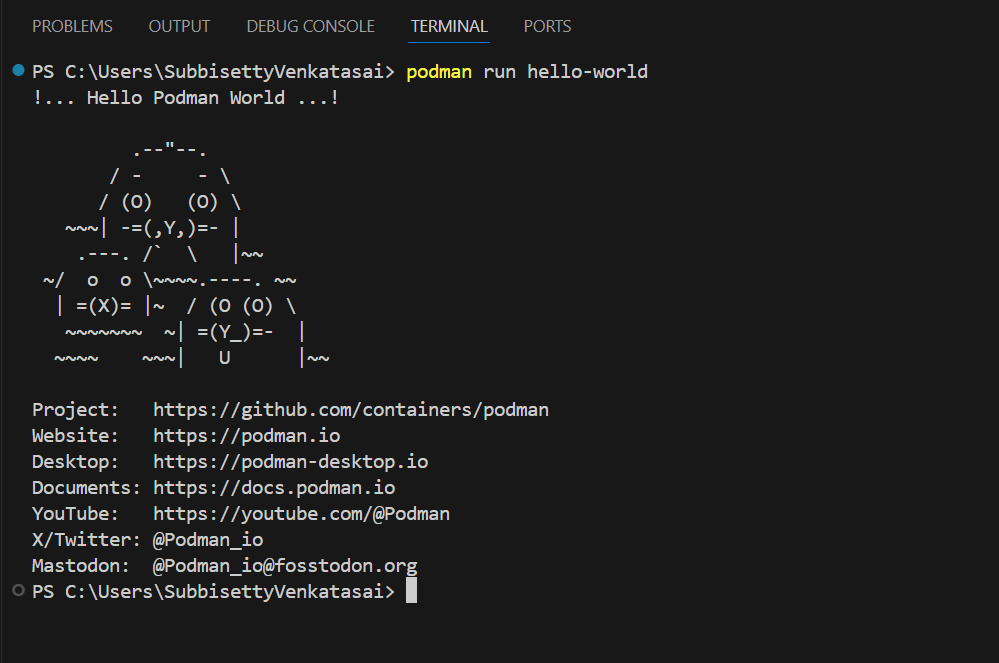 PROBLEMS OUTPUT DEBUG CONSOLE TERMINAL PORTS
PS C:\Users\SubbisettyVenkatasai> podman run hello-world
!... Hello Podman World ...!

         .--"--.
       / -     - \
      / (O)   (O) \
   ~~~| -=(,Y,)=- |
    .---. /`  \   |~~
 ~/  o  o \~~~~.----. ~~
  | =(X)= |~  / (O (O) \
   ~~~~~~~  ~| =(Y_)=-  |
  ~~~~    ~~~|   U      |~~

Project:   https://github.com/containers/podman
Website:   https://podman.io
Desktop:   https://podman-desktop.io
Documents: https://docs.podman.io
YouTube:   https://youtube.com/@Podman
X/Twitter: @Podman_io
Mastodon:  @Podman_io@fosstodon.org
PS C:\Users\SubbisettyVenkatasai>